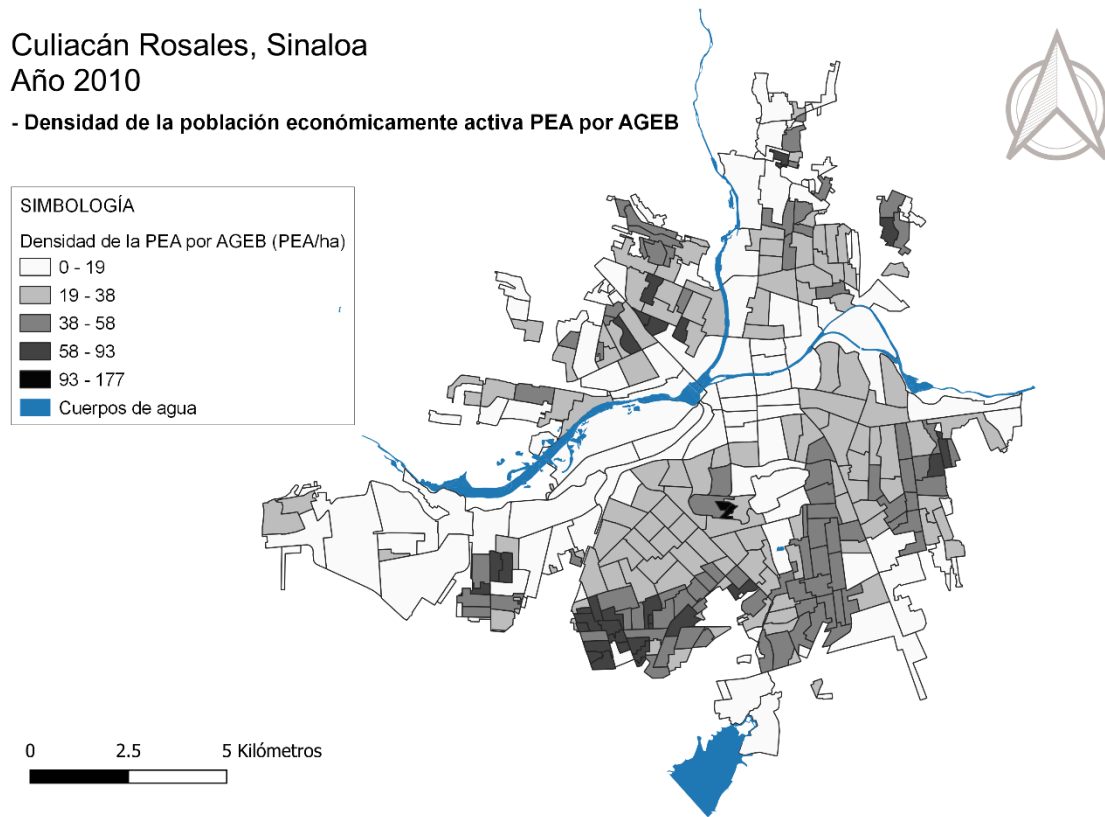 Culiacán Rosales, Sinaloa
Año 2010
- Densidad de la población económicamente activa PEA por AGEB
SIMBOLOGÍA
Densidad de la PEA por AGEB (PEA/ha)
0 - 19
19 - 38
38 - 58
58 - 93
93 - 177
Cuerpos de agua
0 2.5 5 Kilómetros